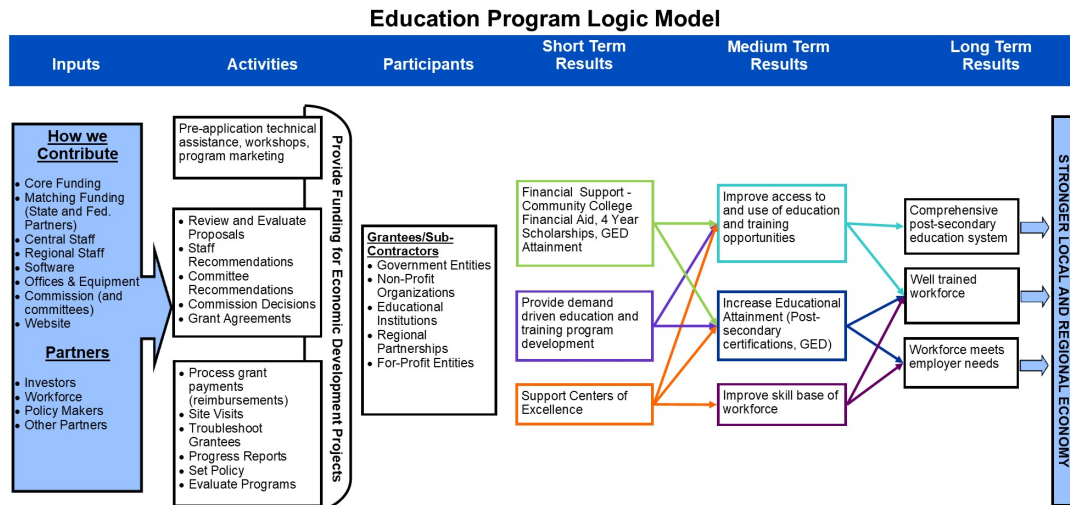 Education Program Logic Model
Inputs
Activities
Participants
Short Term
Results
Medium Term
Results
Long Term
Results
How we
Contribute
• Core Funding
• Matching Funding
(State and Fed.
Partners)
• Central Staff
• Regional Staff
• Software
• Offices & Equipment
• Commission (and
committees)
• Website
Partners
• Investors
• Workforce
• Policy Makers
• Other Partners
Pre-application technical
assistance, workshops,
program marketing
• Review and Evaluate
Proposals
• Staff
Recommendations
• Committee
Recommendations
• Commission Decisions
• Grant Agreements
• Process grant
payments
(reimbursements)
• Site Visits
• Troubleshoot
Grantees
• Progress Reports
• Set Policy
• Evaluate Programs
Provide Funding for Economic Development Projects
Grantees/Sub-
Contractors
• Government Entities
• Non-Profit
Organizations
• Educational
Institutions
• Regional
Partnerships
• For-Profit Entities
Financial Support -
Community College
Financial Aid, 4 Year
Scholarships, GED
Attainment
Provide demand
driven education and
training program
development
Support Centers of
Excellence
Improve access to
and use of education
and training
opportunities
Increase Educational
Attainment (Post-
secondary
certifications, GED)
Improve skill base of
workforce
Comprehensive
post-secondary
education system
Well trained
workforce
Workforce meets
employer needs
STRONGER LOCAL AND REGIONAL ECONOMY